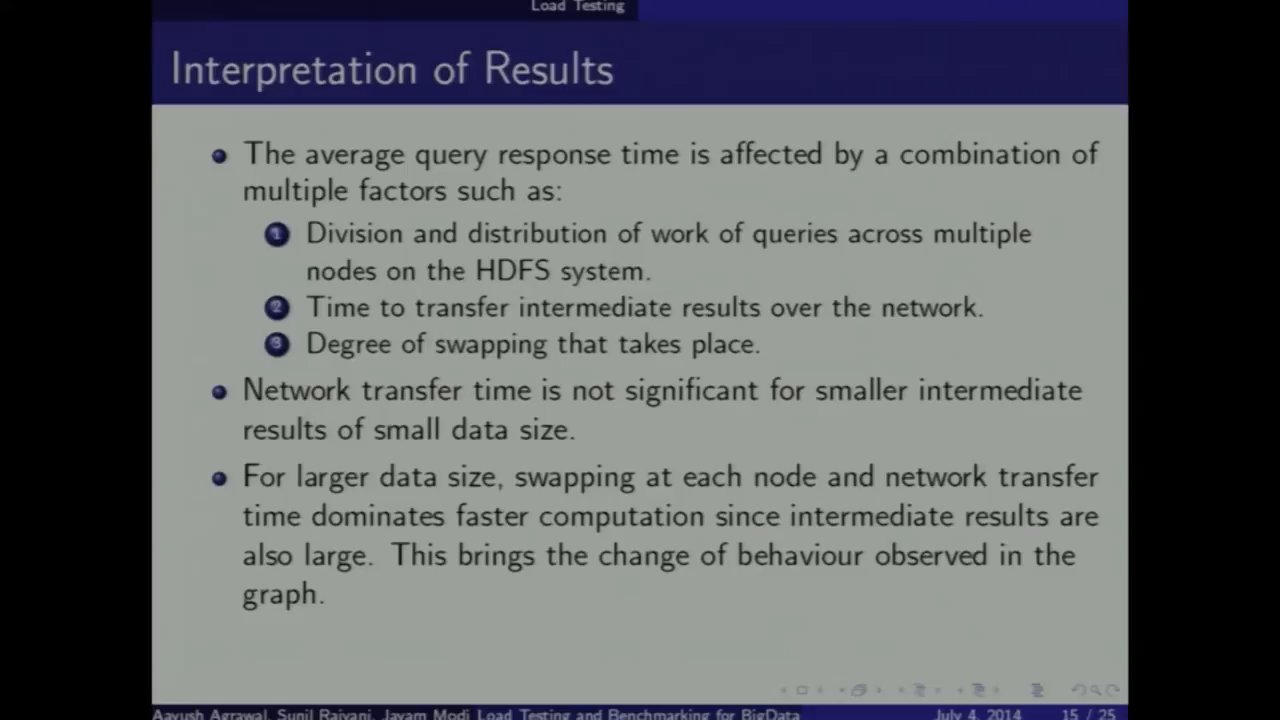 Load Testing
Interpretation of Results
The average query response time is affected by a combination of
multiple factors such as:
1 Division and distribution of work of queries across multiple
nodes on the HDFS system.
2 Time to transfer intermediate results over the network.
3 Degree of swapping that takes place.
Network transfer time is not significant for smaller intermediate
results of small data size.
For larger data size, swapping at each node and network transfer
time dominates faster computation since intermediate results are
also large. This brings the change of behaviour observed in the
graph.
Aayush Agrawal, Sunil Rajvani, Jayam Modi Load Testing and Benchmarking for BigData July 4, 2014 15 / 25